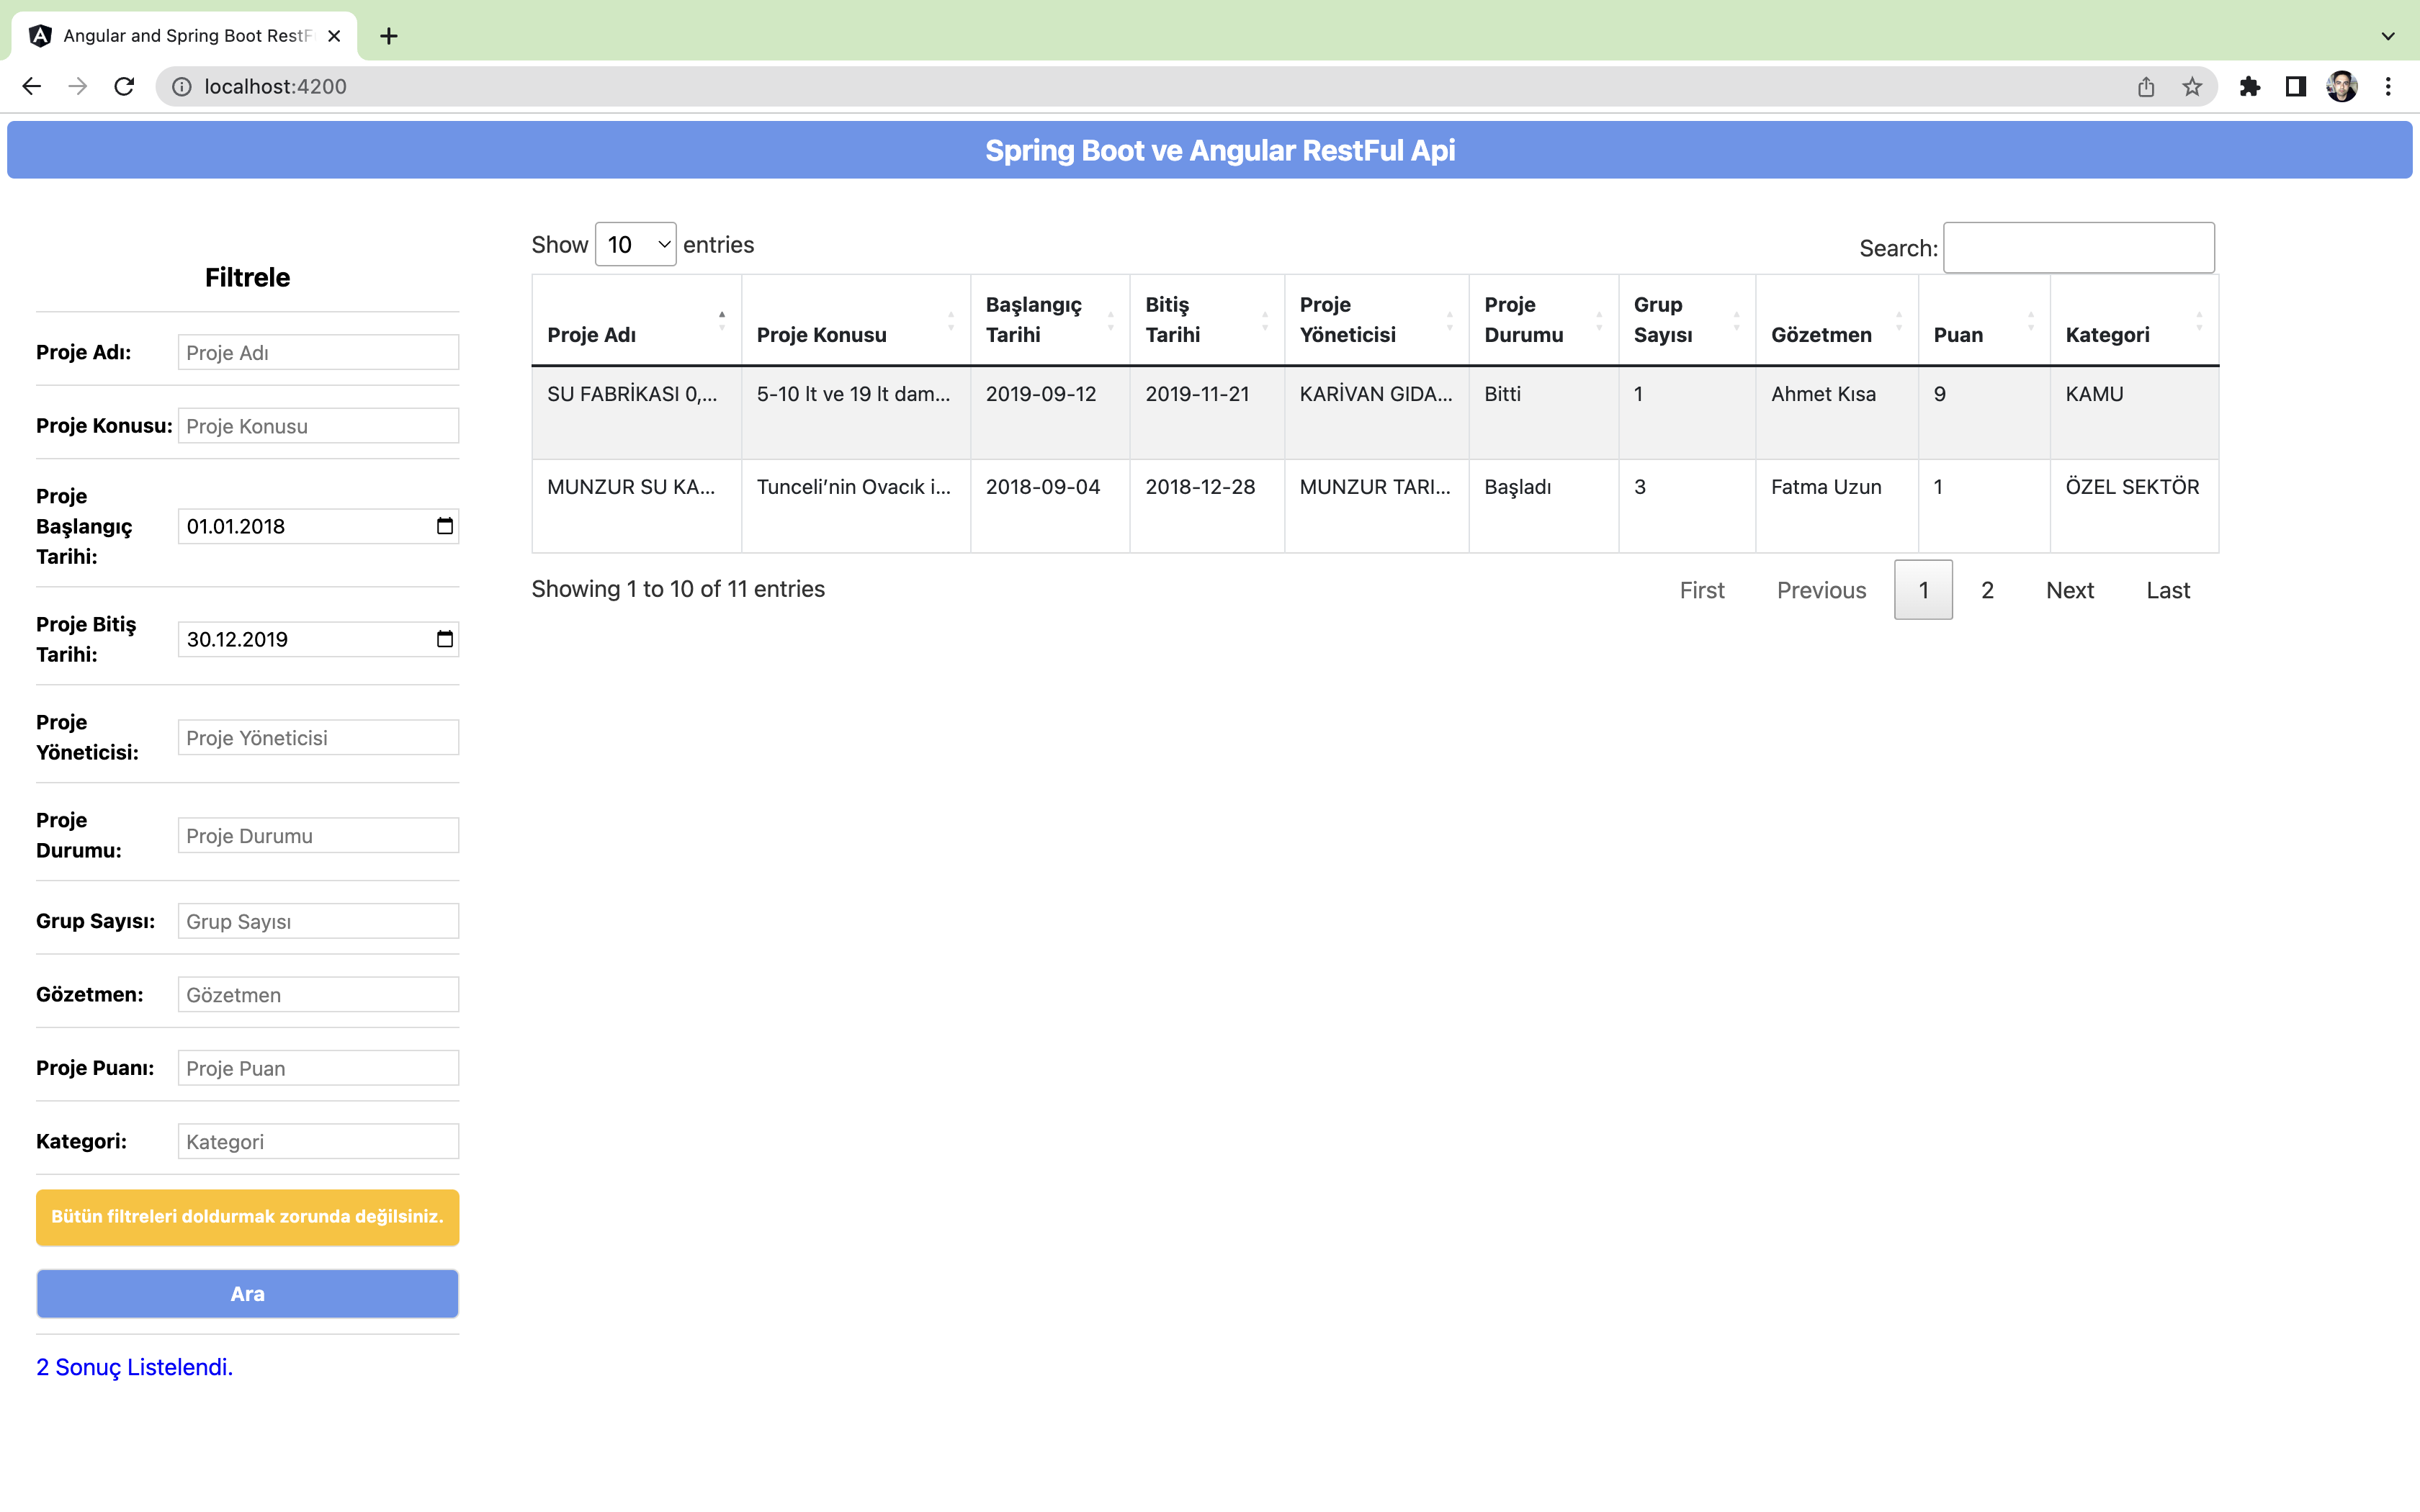 Angular and Spring Boot RestF
localhost:4200
Spring Boot ve Angular RestFul Api
Filtrele
Proje Adı: Proje Adı
Proje Konusu: Proje Konusu
Proje
Başlangıç
Tarihi:
01.01.2018
Proje Bitiş
Tarihi:
30.12.2019
Proje
Yöneticisi:
Proje Yöneticisi
Proje
Durumu:
Proje Durumu
Grup Sayısı: Grup Sayısı
Gözetmen: Gözetmen
Proje Puanı: Proje Puan
Kategori: Kategori
Bütün filtreleri doldurmak zorunda değilsiniz.
Ara
2 Sonuç Listelendi.
Show 10 entries
Search:
Proje Adı Proje Konusu Başlangıç Tarihi Bitiş Tarihi Proje Yöneticisi Proje Durumu Grup Sayısı Gözetmen Puan Kategori
SU FABRİKASI 0,... 5-10 lt ve 19 lt dam... 2019-09-12 2019-11-21 KARİVAN GIDA... Bitti 1 Ahmet Kısa 9 KAMU
MUNZUR SU KA... Tunceli’nin Ovacık i... 2018-09-04 2018-12-28 MUNZUR TARI... Başladı 3 Fatma Uzun 1 ÖZEL SEKTÖR
Showing 1 to 10 of 11 entries
First Previous 1 2 Next Last